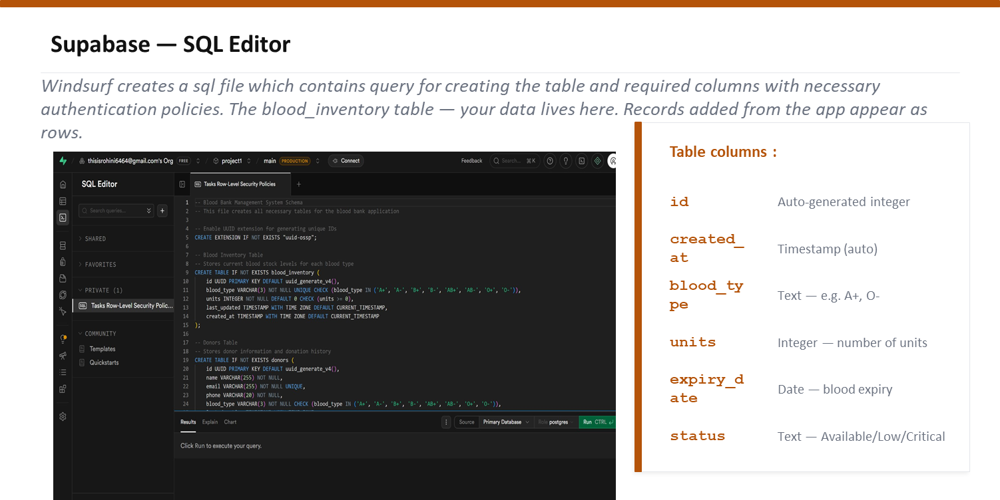 Supabase — SQL Editor
Windsurf creates a sql file which contains query for creating the table and required columns with necessary
authentication policies. The blood_inventory table — your data lives here. Records added from the app appear as
rows.
thisisrohini6464@gmail.com's Org FREE / project1 / main PRODUCTION Connect Feedback Search... ⌘K
SQL Editor
Tasks Row-Level Security Policies +
Search queries... +
SHARED
FAVORITES
PRIVATE (1)
Tasks Row-Level Security Polic...
COMMUNITY
Templates
Quickstarts
1 -- Blood Bank Management System Schema
2 -- This file creates all necessary tables for the blood bank application
3
4 -- Enable UUID extension for generating unique IDs
5 CREATE EXTENSION IF NOT EXISTS "uuid-ossp";
6
7 -- Blood Inventory Table
8 -- Stores current blood stock levels for each blood type
9 CREATE TABLE IF NOT EXISTS blood_inventory (
10 id UUID PRIMARY KEY DEFAULT uuid_generate_v4(),
11 blood_type VARCHAR(3) NOT NULL UNIQUE CHECK (blood_type IN ('A+', 'A-', 'B+', 'B-', 'AB+', 'AB-', 'O+', 'O-')),
12 units INTEGER NOT NULL DEFAULT 0 CHECK (units >= 0),
13 last_updated TIMESTAMP WITH TIME ZONE DEFAULT CURRENT_TIMESTAMP,
14 created_at TIMESTAMP WITH TIME ZONE DEFAULT CURRENT_TIMESTAMP
15 );
16
17 -- Donors Table
18 -- Stores donor information and donation history
19 CREATE TABLE IF NOT EXISTS donors (
20 id UUID PRIMARY KEY DEFAULT uuid_generate_v4(),
21 name VARCHAR(255) NOT NULL,
22 email VARCHAR(255) NOT NULL UNIQUE,
23 phone VARCHAR(20) NOT NULL,
24 blood_type VARCHAR(3) NOT NULL CHECK (blood_type IN ('A+', 'A-', 'B+', 'B-', 'AB+', 'AB-', 'O+', 'O-')),
Results Explain Chart Source Primary Database Role postgres Run CTRL ↵
Click Run to execute your query.
Table columns :
id Auto-generated integer
created_
at Timestamp (auto)
blood_ty
pe Text — e.g. A+, O-
units Integer — number of units
expiry_d
ate Date — blood expiry
status Text — Available/Low/Critical